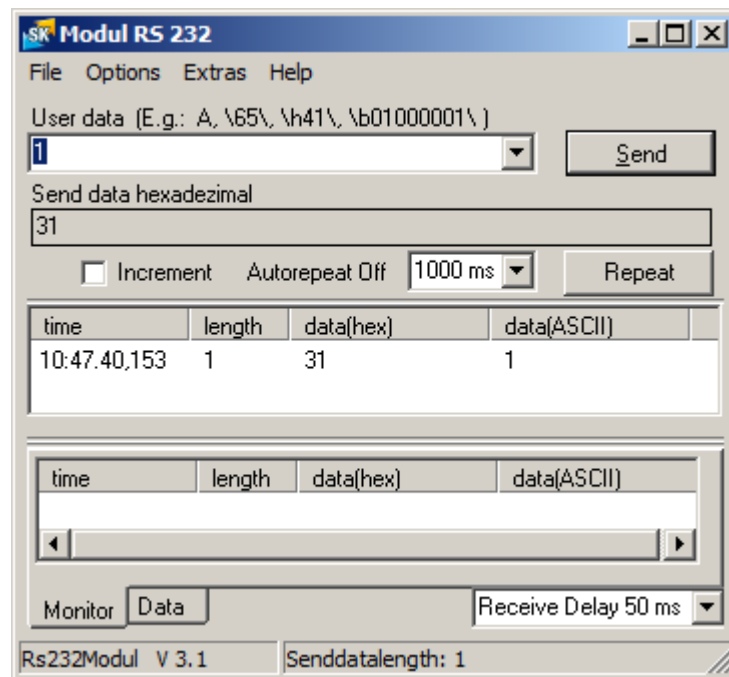 SK Modul RS 232
File Options Extras Help
User data (E.g.: A, \65\, \h41\, \b01000001\ )
1 Send
Send data hexadezimal
31
Increment Autorepeat Off 1000 ms Repeat
time length data(hex) data(ASCII)
10:47.40,153 1 31 1
time length data(hex) data(ASCII)
Monitor Data Receive Delay 50 ms
Rs232Modul V 3.1 Senddatalength: 1